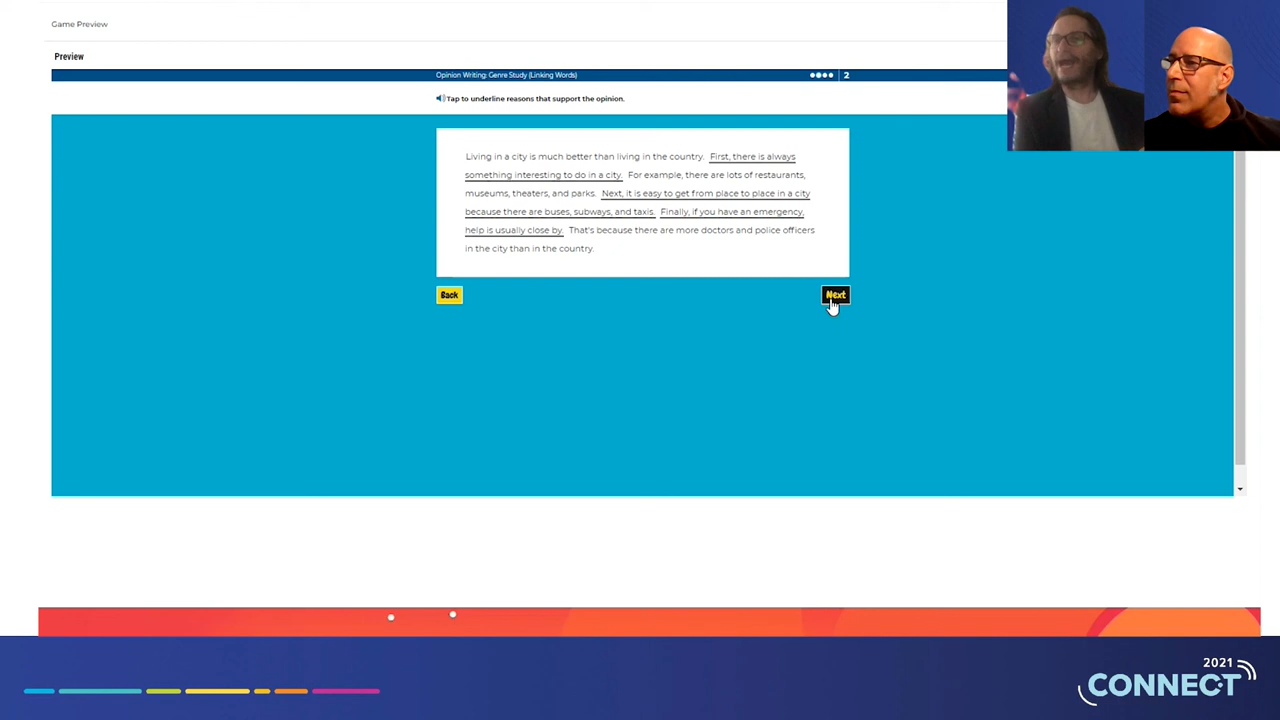 Game Preview
Preview
Opinion Writing: Genre Study (Linking Words)
2
Tap to underline reasons that support the opinion.
Living in a city is much better than living in the country. First, there is always
something interesting to do in a city. For example, there are lots of restaurants,
museums, theaters, and parks. Next, it is easy to get from place to place in a city
because there are buses, subways, and taxis. Finally, if you have an emergency,
help is usually close by. That's because there are more doctors and police officers
in the city than in the country.
Back
Next
2021
CONNECT